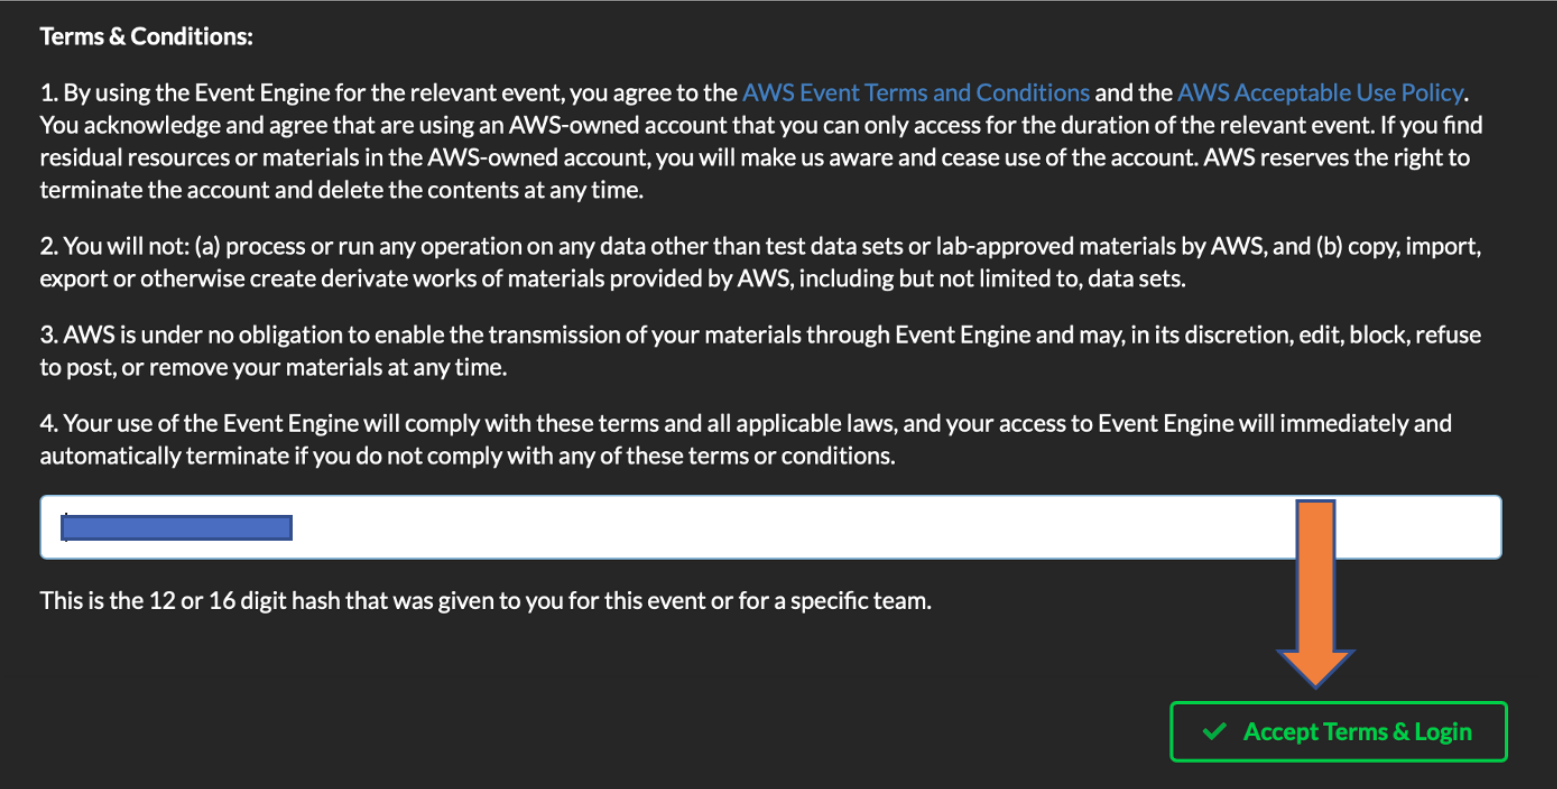 Terms & Conditions:
1. By using the Event Engine for the relevant event, you agree to the AWS Event Terms and Conditions and the AWS Acceptable Use Policy.
You acknowledge and agree that are using an AWS-owned account that you can only access for the duration of the relevant event. If you find
residual resources or materials in the AWS-owned account, you will make us aware and cease use of the account. AWS reserves the right to
terminate the account and delete the contents at any time.
2. You will not: (a) process or run any operation on any data other than test data sets or lab-approved materials by AWS, and (b) copy, import,
export or otherwise create derivate works of materials provided by AWS, including but not limited to, data sets.
3. AWS is under no obligation to enable the transmission of your materials through Event Engine and may, in its discretion, edit, block, refuse
to post, or remove your materials at any time.
4. Your use of the Event Engine will comply with these terms and all applicable laws, and your access to Event Engine will immediately and
automatically terminate if you do not comply with any of these terms or conditions.
This is the 12 or 16 digit hash that was given to you for this event or for a specific team.
Accept Terms & Login